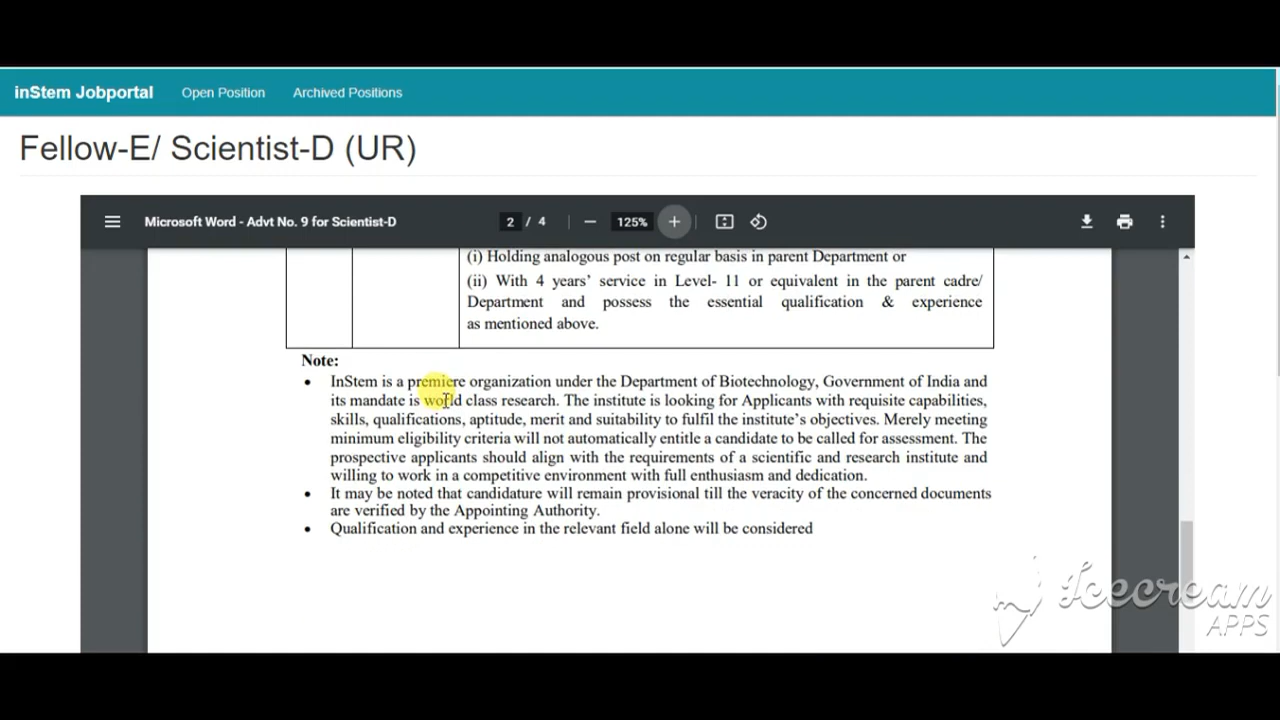 inStem Jobportal Open Position Archived Positions
Fellow-E/ Scientist-D (UR)
Microsoft Word - Advt No. 9 for Scientist-D 2 / 4 125%
(i) Holding analogous post on regular basis in parent Department or
(ii) With 4 years’ service in Level- 11 or equivalent in the parent cadre/
Department and possess the essential qualification & experience
as mentioned above.
Note:
• InStem is a premiere organization under the Department of Biotechnology, Government of India and
its mandate is world class research. The institute is looking for Applicants with requisite capabilities,
skills, qualifications, aptitude, merit and suitability to fulfil the institute’s objectives. Merely meeting
minimum eligibility criteria will not automatically entitle a candidate to be called for assessment. The
prospective applicants should align with the requirements of a scientific and research institute and
willing to work in a competitive environment with full enthusiasm and dedication.
• It may be noted that candidature will remain provisional till the veracity of the concerned documents
are verified by the Appointing Authority.
• Qualification and experience in the relevant field alone will be considered
Icecream
APPS